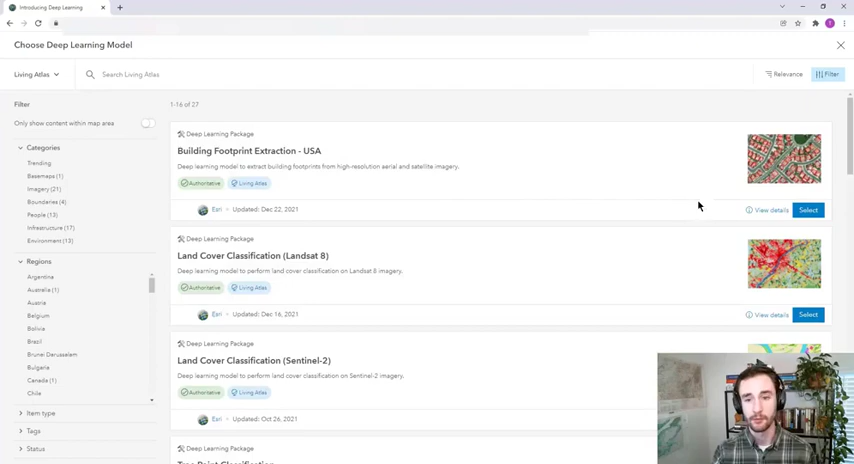 Introducing Deep Learning
Choose Deep Learning Model
Living Atlas
Search Living Atlas
Relevance
Filter
Filter
Only show content within map area
Categories
Trending
Basemaps (1)
Imagery (21)
Boundaries (4)
People (13)
Infrastructure (17)
Environment (13)
Regions
Argentina
Australia (1)
Austria
Belgium
Bolivia
Brazil
Brunei Darussalem
Bulgaria
Canada (1)
Chile
Item type
Tags
Status
1-16 of 27
Deep Learning Package
Building Footprint Extraction - USA
Deep learning model to extract building footprints from high-resolution aerial and satellite imagery.
Authoritative
Living Atlas
Esri
Updated: Dec 22, 2021
View details
Select
Deep Learning Package
Land Cover Classification (Landsat 8)
Deep learning model to perform land cover classification on Landsat 8 imagery.
Authoritative
Living Atlas
Esri
Updated: Dec 16, 2021
View details
Select
Deep Learning Package
Land Cover Classification (Sentinel-2)
Deep learning model to perform land cover classification on Sentinel-2 imagery.
Authoritative
Living Atlas
Esri
Updated: Oct 26, 2021
Deep Learning Package
Tree Point Classification